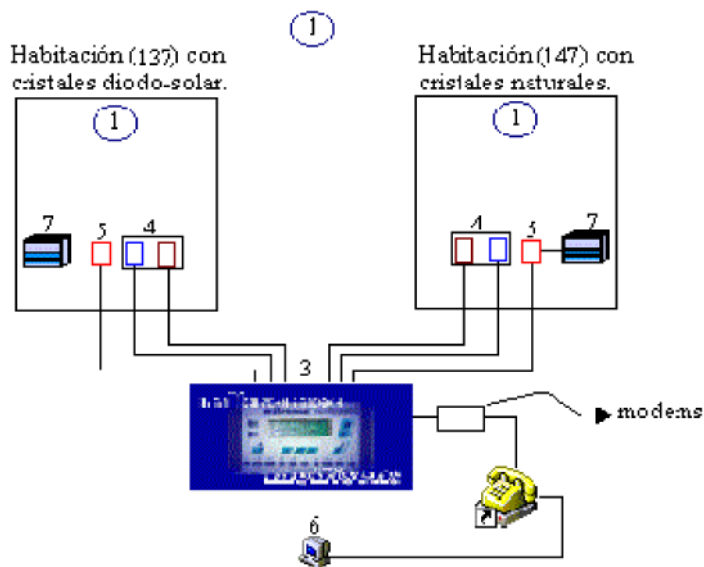 1
Habitación (137) con
cristales diodo-solar.
Habitación (147) con
cristales naturales.
1
1
7
5
4
4
5
7
3
modems
6